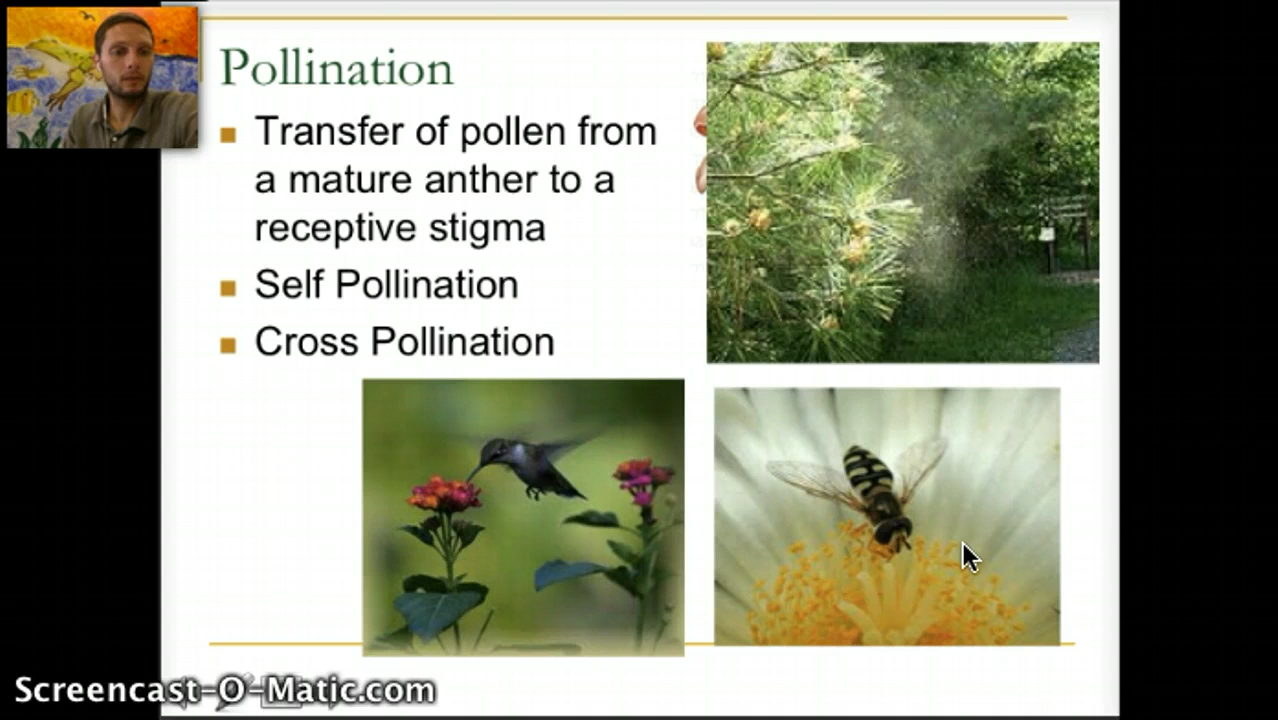 Pollination
Transfer of pollen from
a mature anther to a
receptive stigma
Self Pollination
Cross Pollination
Screencast-O-Matic.com